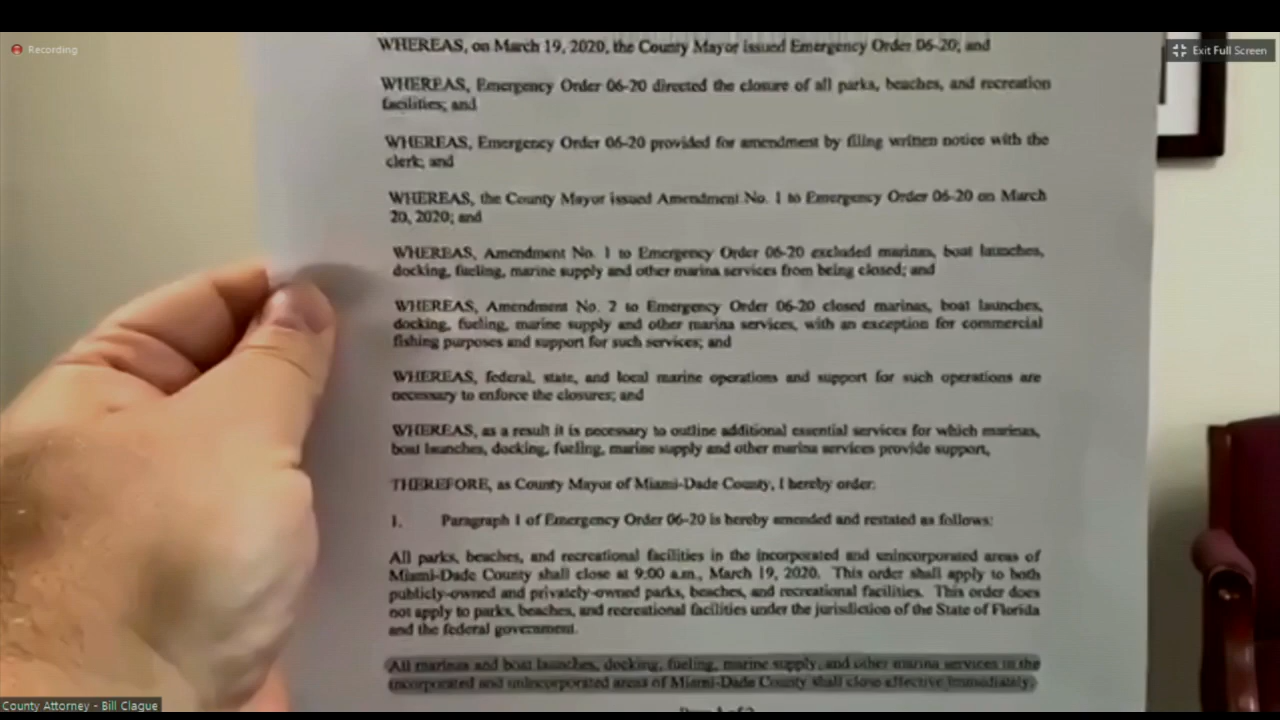 Recording
Exit Full Screen
WHEREAS, on March 19, 2020, the County Mayor issued Emergency Order 06-20; and
WHEREAS, Emergency Order 06-20 directed the closure of all parks, beaches, and recreation
facilities; and
WHEREAS, Emergency Order 06-20 provided for amendment by filing written notice with the
clerk; and
WHEREAS, the County Mayor issued Amendment No. 1 to Emergency Order 06-20 on March
20, 2020; and
WHEREAS, Amendment No. 1 to Emergency Order 06-20 excluded marinas, boat launches,
docking, fueling, marine supply and other marina services from being closed; and
WHEREAS, Amendment No. 2 to Emergency Order 06-20 closed marinas, boat launches,
docking, fueling, marine supply and other marina services, with an exception for commercial
fishing purposes and support for such services; and
WHEREAS, federal, state, and local marine operations and support for such operations are
necessary to enforce the closures; and
WHEREAS, as a result it is necessary to outline additional essential services for which marinas,
boat launches, docking, fueling, marine supply and other marina services provide support,
THEREFORE, as County Mayor of Miami-Dade County, I hereby order:
1. Paragraph 1 of Emergency Order 06-20 is hereby amended and restated as follows:
All parks, beaches, and recreational facilities in the incorporated and unincorporated areas of
Miami-Dade County shall close at 9:00 a.m., March 19, 2020. This order shall apply to both
publicly-owned and privately-owned parks, beaches, and recreational facilities. This order does
not apply to parks, beaches, and recreational facilities under the jurisdiction of the State of Florida
and the federal government.
All marinas and boat launches, docking, fueling, marine supply, and other marina services in the
incorporated and unincorporated areas of Miami-Dade County shall close effective immediately,
County Attorney - Bill Clague